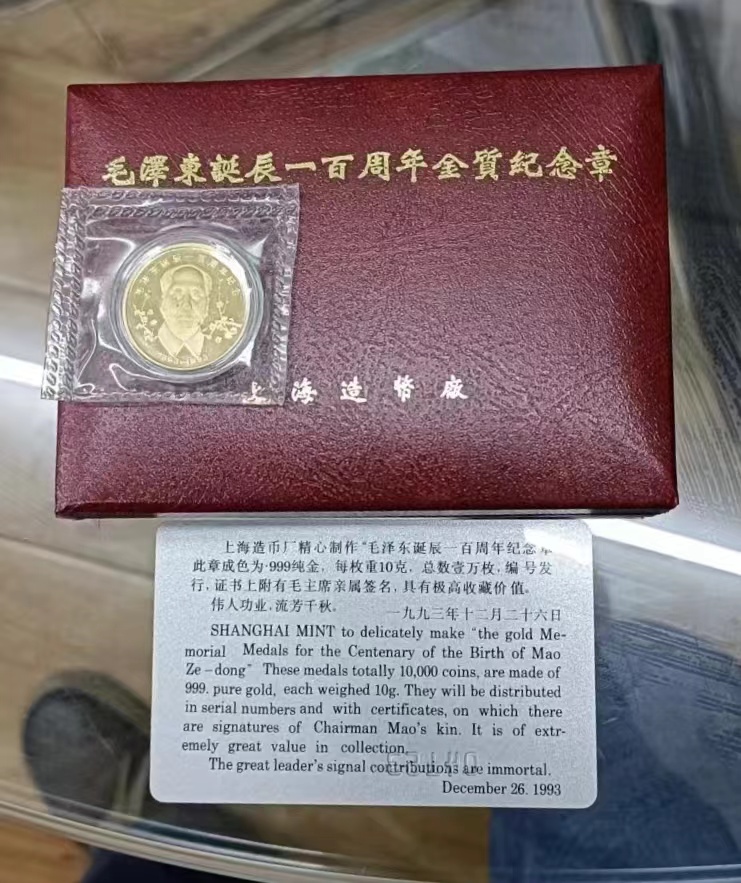 毛澤東誕辰一百周年金質紀念章
1893-1993
上海造幣廠
上海造币厂精心制作"毛泽东诞辰一百周年纪念章
此章成色为·999纯金，每枚重10克，总数壹万枚，编号发
行，证书上附有毛主席亲属签名，具有极高收藏价值。
伟人功业，流芳千秋。
一九九三年十二月二十六日
SHANGHAI MINT to delicately make "the gold Me-
morial Medals for the Centenary of the Birth of Mao
Ze-dong" These medals totally 10,000 coins, are made of
999. pure gold, each weighed 10g. They will be distributed
in serial numbers and with certificates, on which there
are signatures of Chairman Mao's kin. It is of extr-
emely great value in collection.
The great leader's signal contributions are immortal.
December 26. 1993